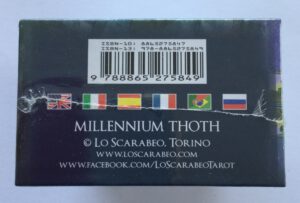 ISBN-10: 8865275847
ISBN-13: 978-8865275849
9 788865 275849
MILLENNIUM THOTH
© LO SCARABEO, TORINO
WWW.LOSCARABEO.COM
WWW.FACEBOOK.COM/LOSCARABEOTAROT